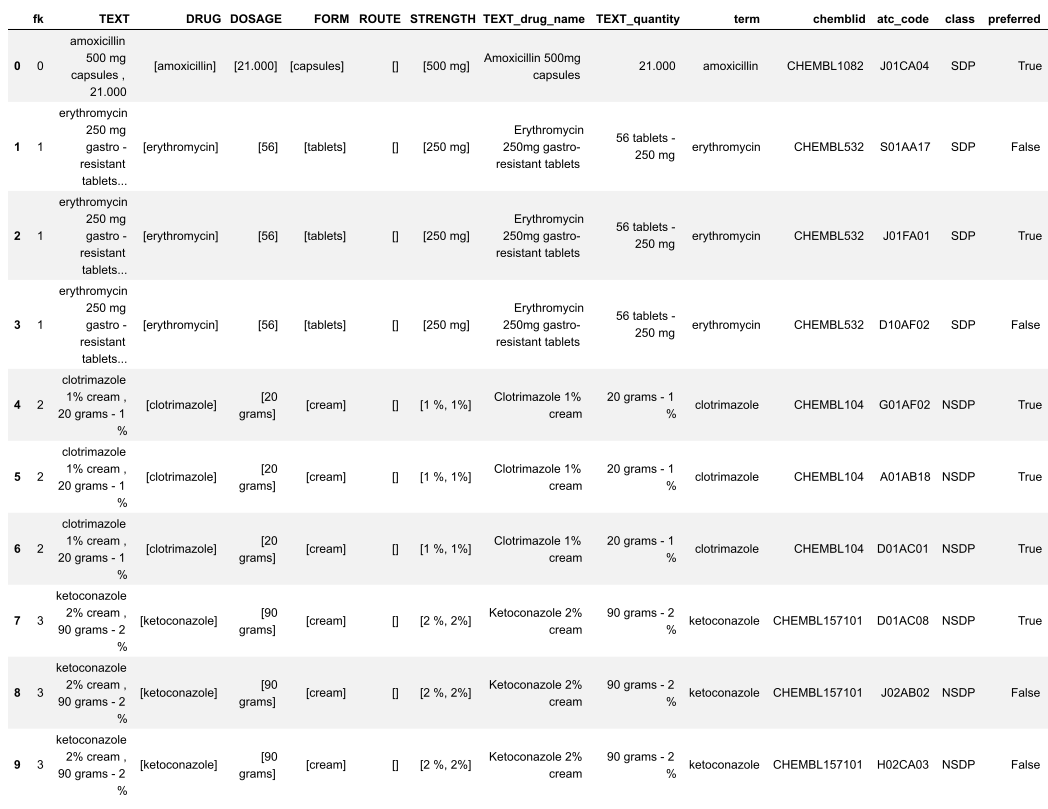 fk TEXT DRUG DOSAGE FORM ROUTE STRENGTH TEXT_drug_name TEXT_quantity term chemblid atc_code class preferred
0 0 amoxicillin 500 mg capsules , 21.000 [amoxicillin] [21.000] [capsules] [] [500 mg] Amoxicillin 500mg capsules 21.000 amoxicillin CHEMBL1082 J01CA04 SDP True
1 1 erythromycin 250 mg gastro - resistant tablets... [erythromycin] [56] [tablets] [] [250 mg] Erythromycin 250mg gastro-resistant tablets 56 tablets - 250 mg erythromycin CHEMBL532 S01AA17 SDP False
2 1 erythromycin 250 mg gastro - resistant tablets... [erythromycin] [56] [tablets] [] [250 mg] Erythromycin 250mg gastro-resistant tablets 56 tablets - 250 mg erythromycin CHEMBL532 J01FA01 SDP True
3 1 erythromycin 250 mg gastro - resistant tablets... [erythromycin] [56] [tablets] [] [250 mg] Erythromycin 250mg gastro-resistant tablets 56 tablets - 250 mg erythromycin CHEMBL532 D10AF02 SDP False
4 2 clotrimazole 1% cream , 20 grams - 1 % [clotrimazole] [20 grams] [cream] [] [1 %, 1%] Clotrimazole 1% cream 20 grams - 1 % clotrimazole CHEMBL104 G01AF02 NSDP True
5 2 clotrimazole 1% cream , 20 grams - 1 % [clotrimazole] [20 grams] [cream] [] [1 %, 1%] Clotrimazole 1% cream 20 grams - 1 % clotrimazole CHEMBL104 A01AB18 NSDP True
6 2 clotrimazole 1% cream , 20 grams - 1 % [clotrimazole] [20 grams] [cream] [] [1 %, 1%] Clotrimazole 1% cream 20 grams - 1 % clotrimazole CHEMBL104 D01AC01 NSDP True
7 3 ketoconazole 2% cream , 90 grams - 2 % [ketoconazole] [90 grams] [cream] [] [2 %, 2%] Ketoconazole 2% cream 90 grams - 2 % ketoconazole CHEMBL157101 D01AC08 NSDP True
8 3 ketoconazole 2% cream , 90 grams - 2 % [ketoconazole] [90 grams] [cream] [] [2 %, 2%] Ketoconazole 2% cream 90 grams - 2 % ketoconazole CHEMBL157101 J02AB02 NSDP False
9 3 ketoconazole 2% cream , 90 grams - 2 % [ketoconazole] [90 grams] [cream] [] [2 %, 2%] Ketoconazole 2% cream 90 grams - 2 % ketoconazole CHEMBL157101 H02CA03 NSDP False